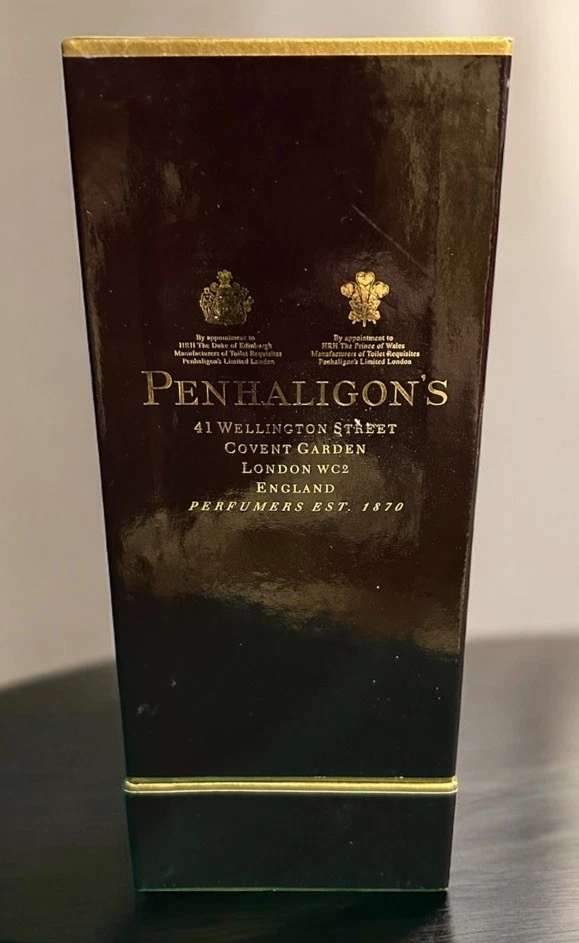 By appointment to
HRH The Duke of Edinburgh
Manufacturers of Toilet Requisites
Penhaligon's Limited London
By appointment to
HRH The Prince of Wales
Manufacturers of Toilet Requisites
Penhaligon's Limited London
PENHALIGON'S
41 WELLINGTON STREET
COVENT GARDEN
LONDON WC2
ENGLAND
PERFUMERS EST. 1870